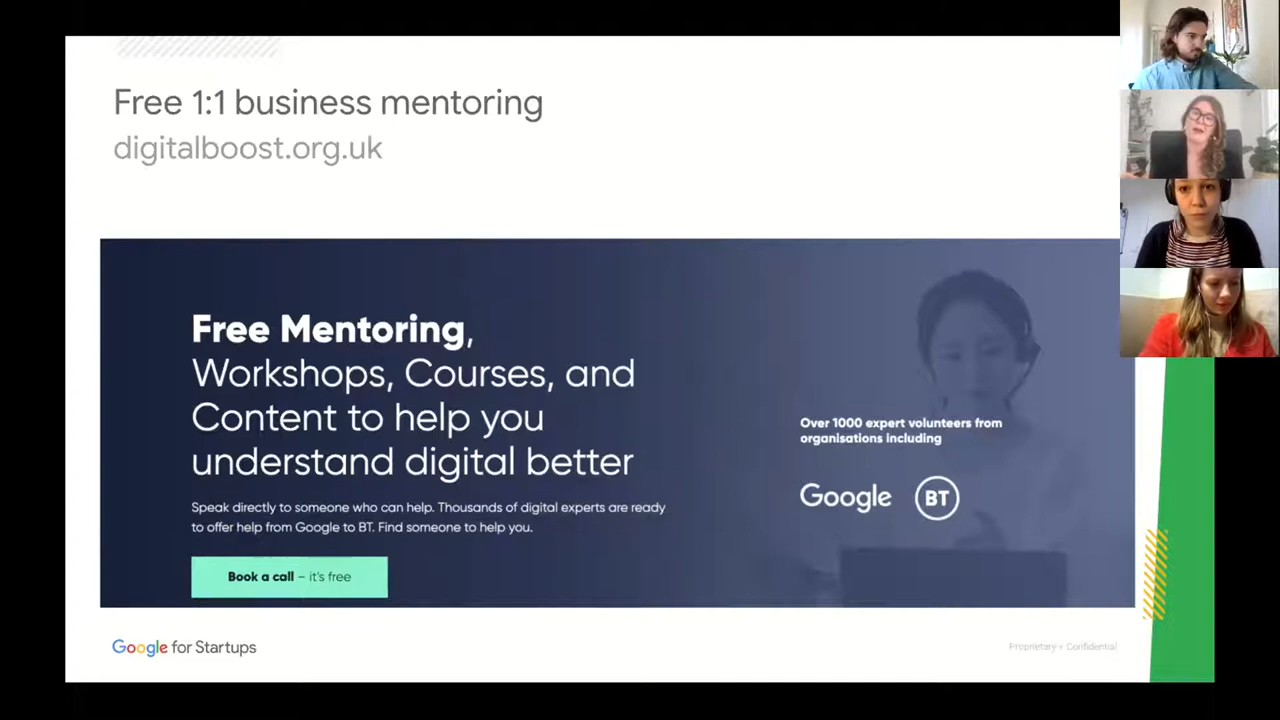 Free 1:1 business mentoring
digitalboost.org.uk
Free Mentoring,
Workshops, Courses, and
Content to help you
understand digital better
Speak directly to someone who can help. Thousands of digital experts are ready
to offer help from Google to BT. Find someone to help you.
Book a call – it's free
Over 1000 expert volunteers from
organisations including
Google BT
Google for Startups
Proprietary + Confidential